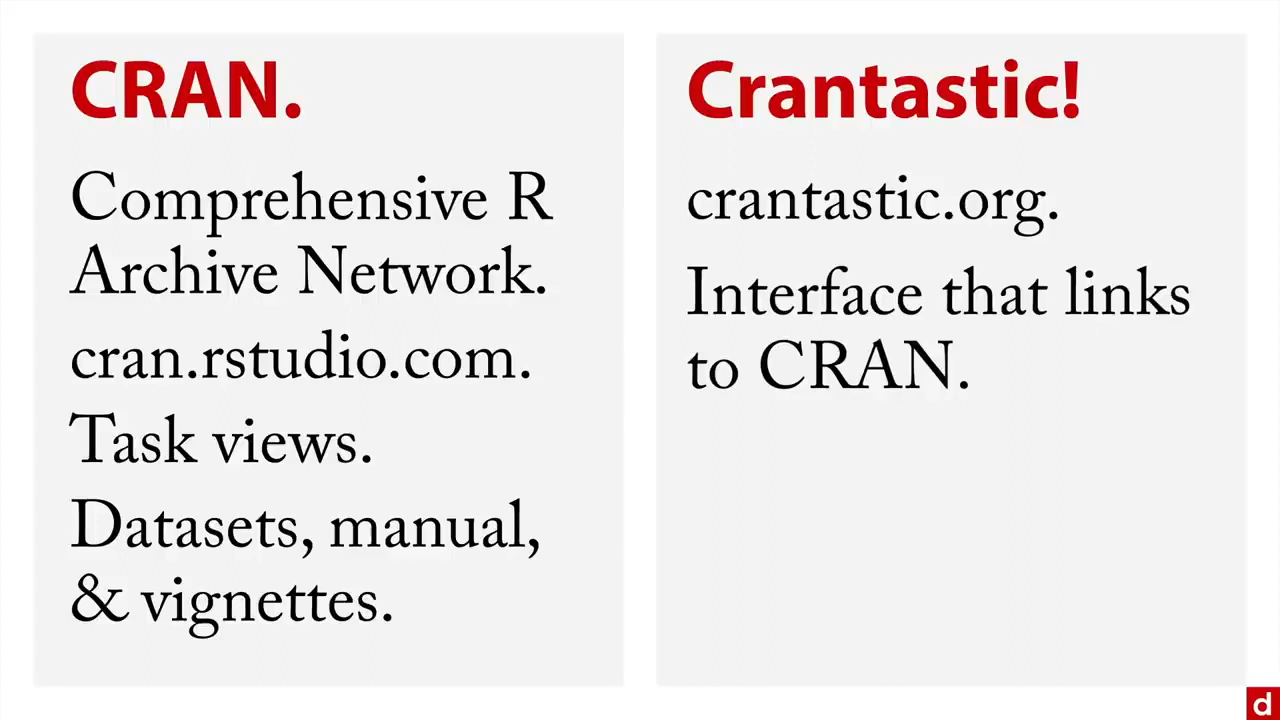 CRAN.
Comprehensive R
Archive Network.
cran.rstudio.com.
Task views.
Datasets, manual,
& vignettes.
Crantastic!
crantastic.org.
Interface that links
to CRAN.
d